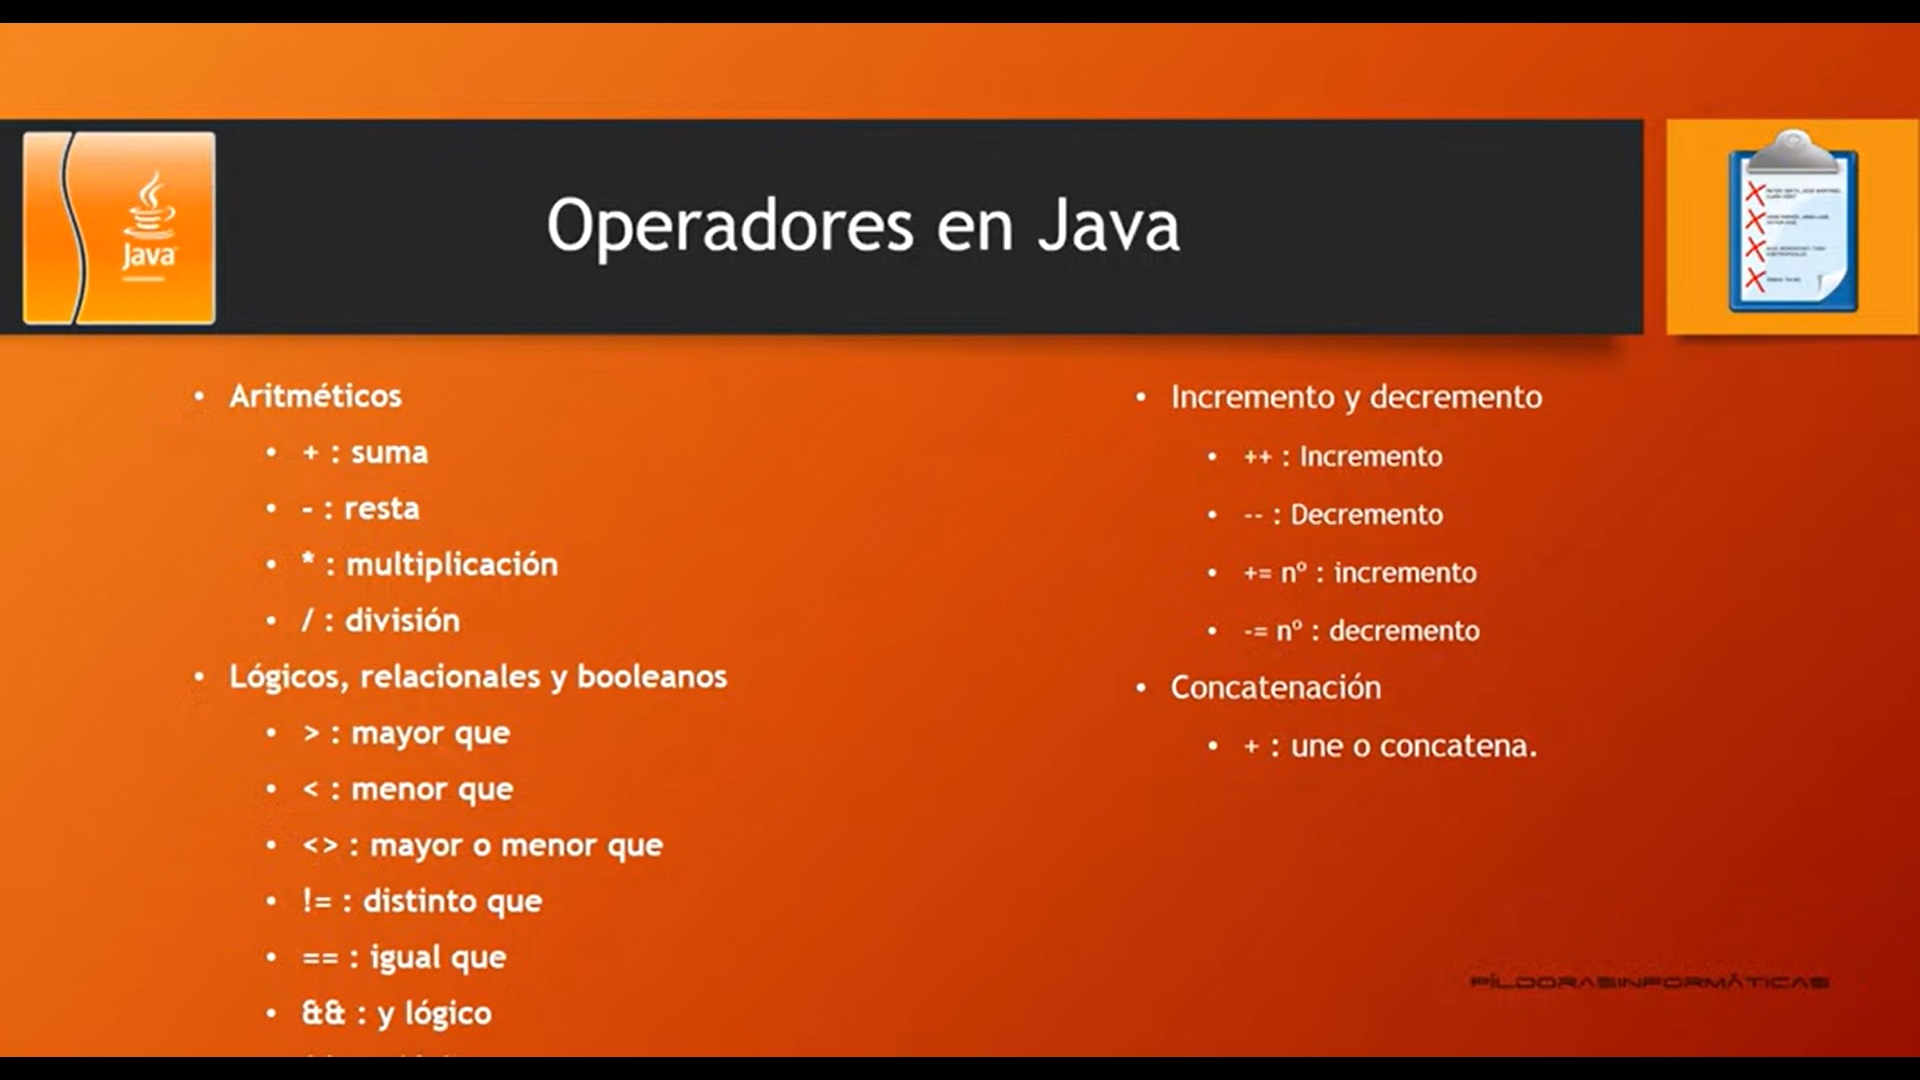 Java
Operadores en Java
• Aritméticos
• + : suma
• - : resta
• * : multiplicación
• / : división
• Lógicos, relacionales y booleanos
• > : mayor que
• < : menor que
• <> : mayor o menor que
• != : distinto que
• == : igual que
• && : y lógico
• Incremento y decremento
• ++ : Incremento
• -- : Decremento
• += nº : incremento
• -= nº : decremento
• Concatenación
• + : une o concatena.
PÍLDORASINFORMÁTICAS